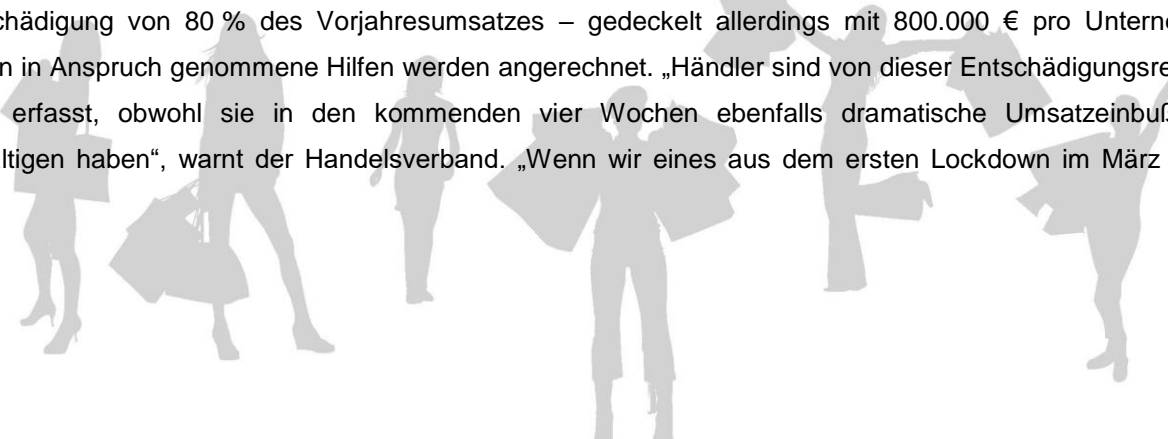 chädigung von 80 % des Vorjahresumsatzes – gedeckelt allerdings mit 800.000 € pro Unterne
n in Anspruch genommene Hilfen werden angerechnet. „Händler sind von dieser Entschädigungsre
erfasst, obwohl sie in den kommenden vier Wochen ebenfalls dramatische Umsatzeinbuß
ltigen haben“, warnt der Handelsverband. „Wenn wir eines aus dem ersten Lockdown im März